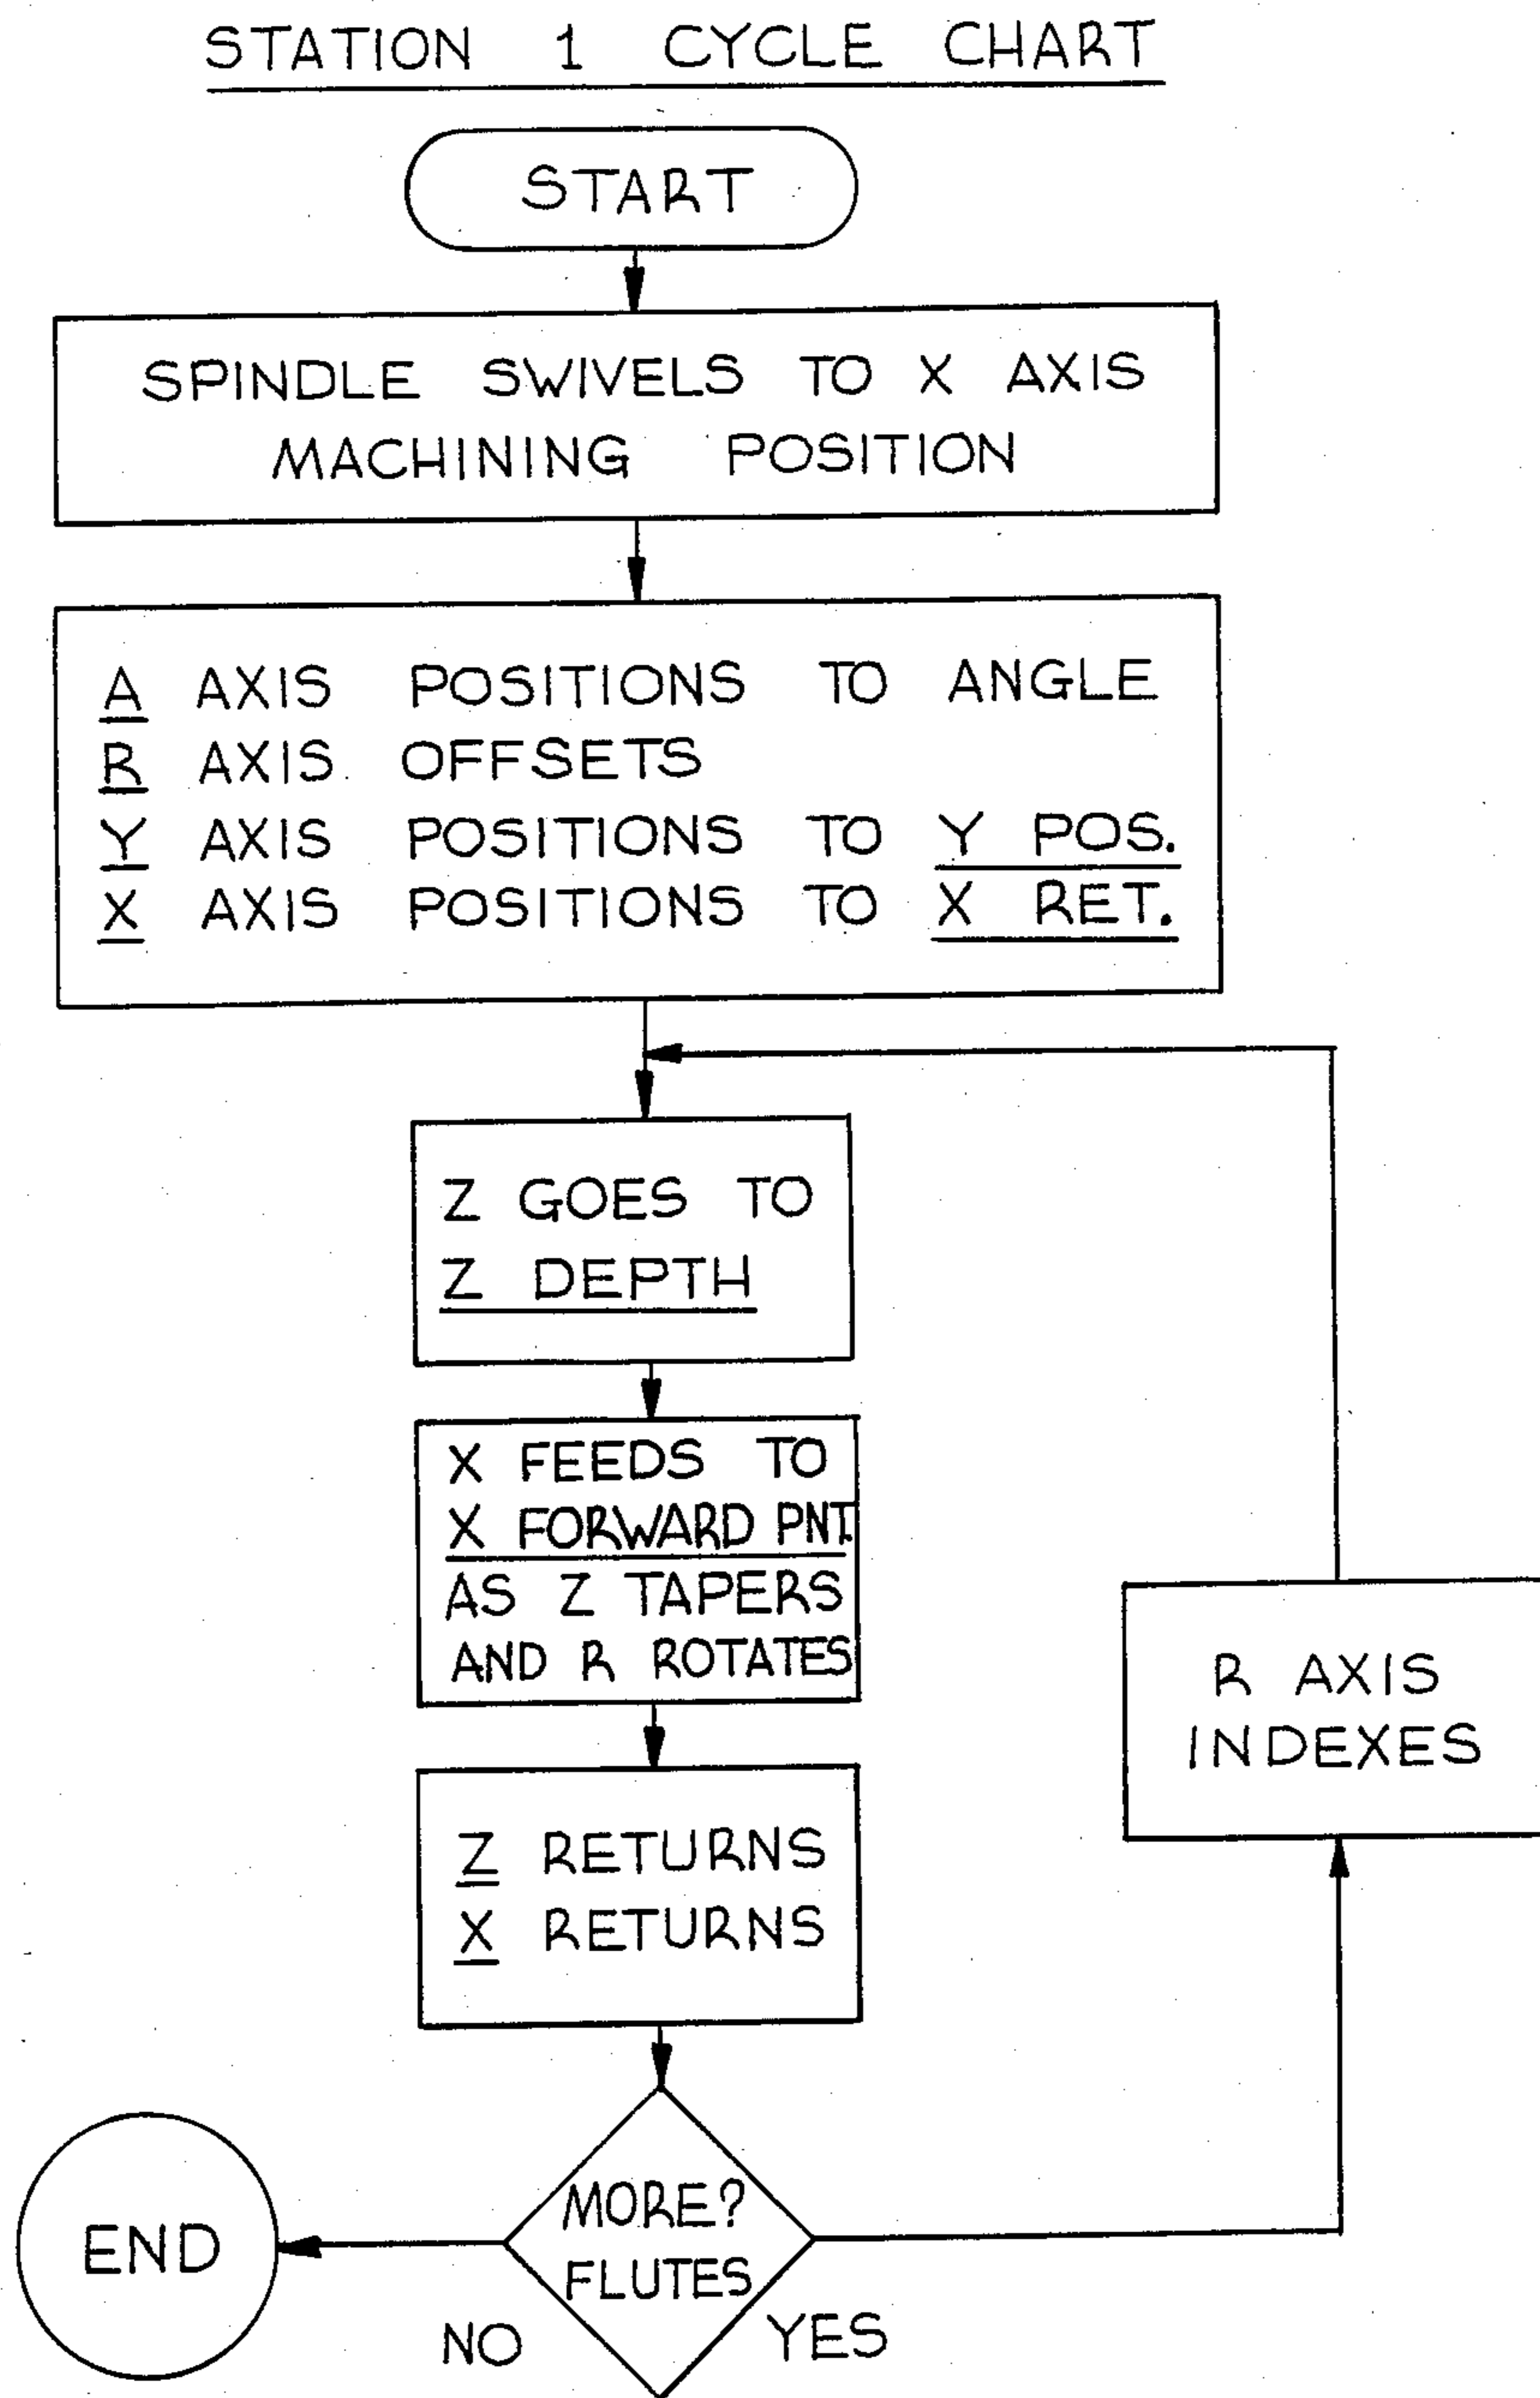 STATION 1 CYCLE CHART
START
SPINDLE SWIVELS TO X AXIS
MACHINING POSITION
A AXIS POSITIONS TO ANGLE
R AXIS OFFSETS
Y AXIS POSITIONS TO Y POS.
X AXIS POSITIONS TO X RET.
Z GOES TO
Z DEPTH
X FEEDS TO
X FORWARD PNT.
AS Z TAPERS
AND R ROTATES
R AXIS
INDEXES
Z RETURNS
X RETURNS
MORE?
FLUTES
END
NO
YES